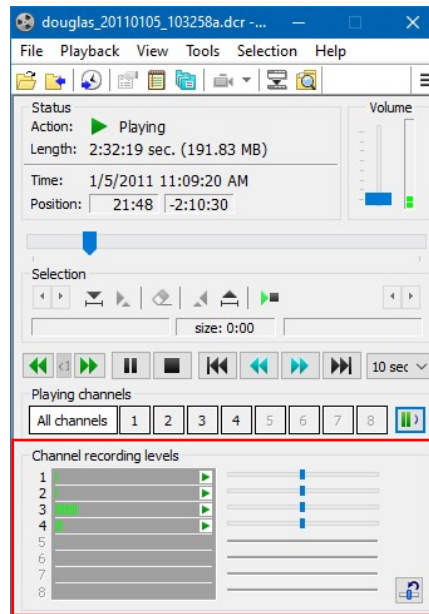 douglas_20110105_103258a.dcr -...
File Playback View Tools Selection Help
Status
Volume
Action: Playing
Length: 2:32:19 sec. (191.83 MB)
Time: 1/5/2011 11:09:20 AM
Position: 21:48 -2:10:30
Selection
size: 0:00
10 sec
Playing channels
All channels 1 2 3 4 5 6 7 8
Channel recording levels
1
2
3
4
5
6
7
8